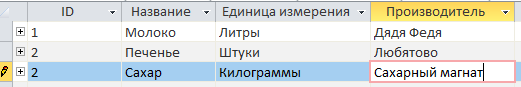 ID Название Единица измерения Производитель
1 Молоко Литры Дядя Федя
2 Печенье Штуки Любятово
2 Сахар Килограммы Сахарный магнат